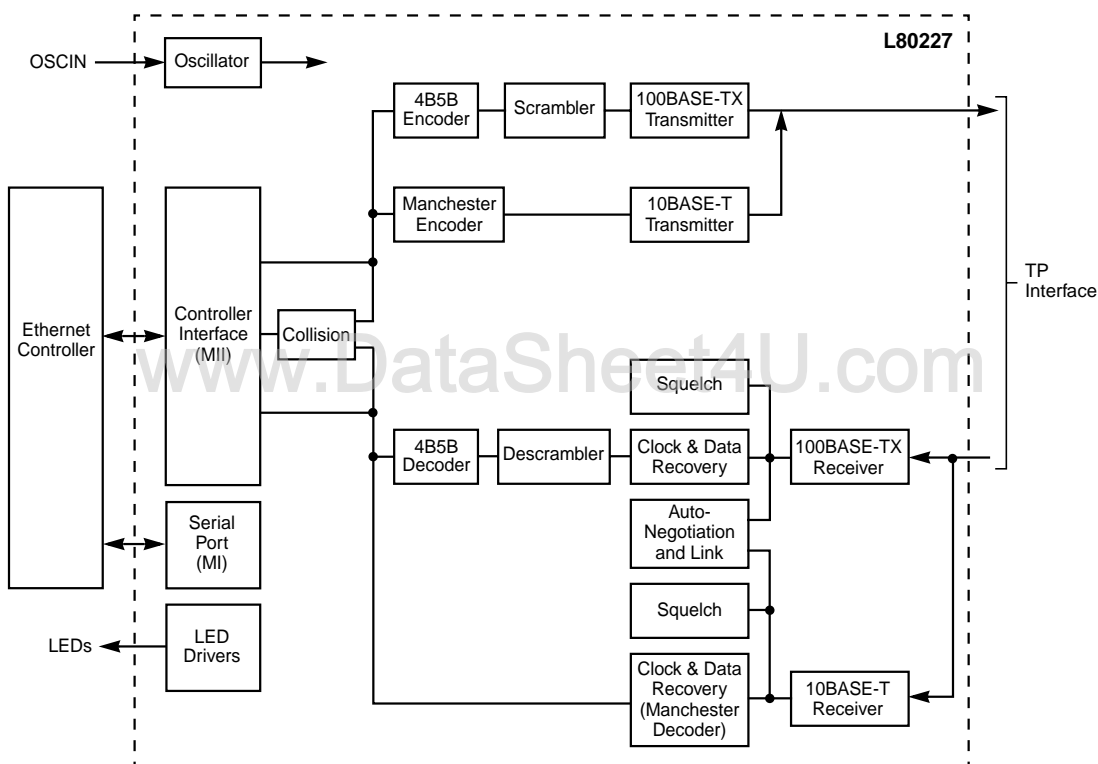 L80227
OSCIN
Oscillator
4B5B
Encoder
Scrambler
100BASE-TX
Transmitter
Manchester
Encoder
10BASE-T
Transmitter
TP
Interface
Ethernet
Controller
Controller
Interface
(MII)
Collision
www.DataSheet4U.com
Squelch
4B5B
Decoder
Descrambler
Clock & Data
Recovery
100BASE-TX
Receiver
Auto-
Negotiation
and Link
Serial
Port
(MI)
Squelch
LEDs
LED
Drivers
Clock & Data
Recovery
(Manchester
Decoder)
10BASE-T
Receiver